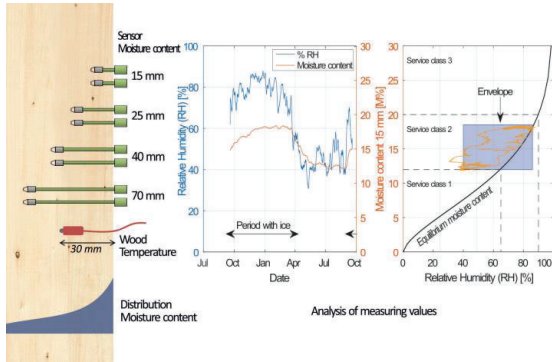 Sensor
Moisture content
15 mm
25 mm
40 mm
70 mm
Wood
Temperature
30 mm
Distribution
Moisture content
Relative Humidity (RH) [%]
100
80
60
40
20
0
% RH
Moisture content
Period with ice
Jul
Oct
Jan
Apr
Jul
Oct
Date
30
25
20
15
10
5
0
Moisture content 15 mm [M%]
30
25
20
15
10
5
0
Service class 3
Envelope
Service class 2
Service class 1
Equilibrium moisture content
0
20
40
60
80
100
Relative Humidity (RH) [%]
Analysis of measuring values